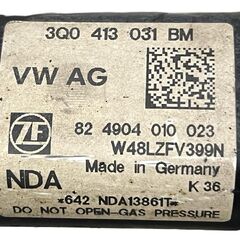 3Q0 413 031 BM
VW AG
ZF
82 4904 010 023
W48LZFV399N
Made in Germany
NDA
K 36
*642 NDA13861T*
DO NOT OPEN-GAS PRESSURE